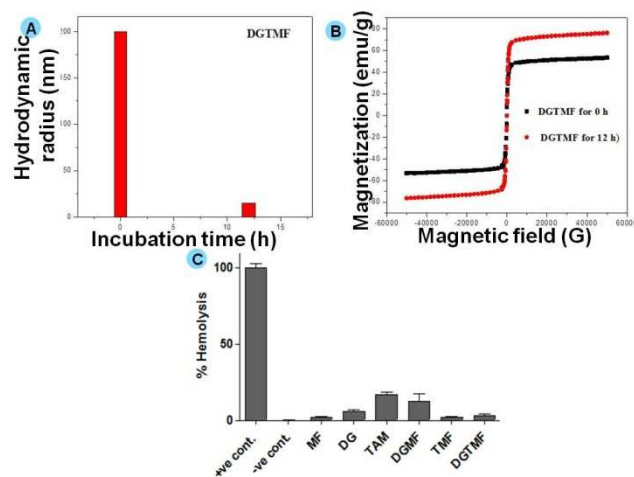 A
DGTMF
Hydrodynamic
radius (nm)
200
150
100
50
0
0
5
10
15
Incubation time (h)
B
Magnetization (emu/g)
80
60
40
20
0
-20
-40
-60
-80
DGTMF for 0 h
DGTMF for 12 h)
-60000
-40000
-20000
0
20000
40000
Magnetic field (G)
C
% Hemolysis
100
50
0
+ve cont.
-ve cont.
MF
DG
TAM
DGMF
TMF
DGTMF